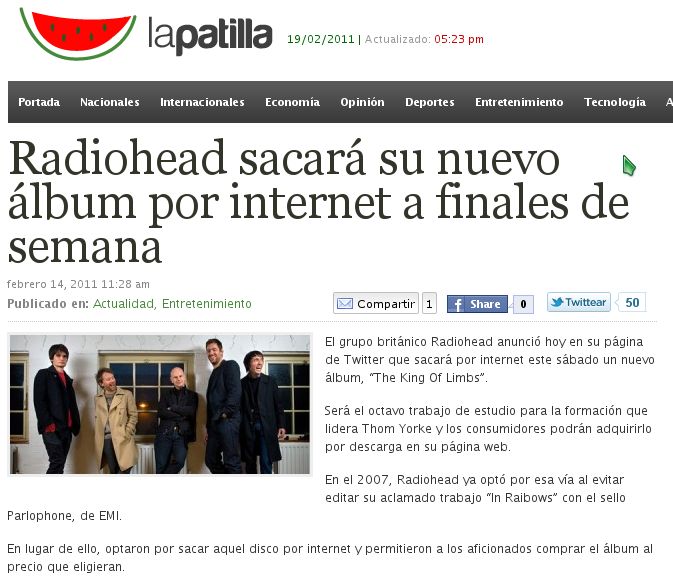 lapatilla
19/02/2011 | Actualizado: 05:23 pm
Portada Nacionales Internacionales Economía Opinión Deportes Entretenimiento Tecnología A
Radiohead sacará su nuevo
álbum por internet a finales de
semana
febrero 14, 2011 11:28 am
Publicado en: Actualidad, Entretenimiento
Compartir 1 Share 0 Twittear 50
El grupo británico Radiohead anunció hoy en su página
de Twitter que sacará por internet este sábado un nuevo
álbum, “The King Of Limbs”.
Será el octavo trabajo de estudio para la formación que
lidera Thom Yorke y los consumidores podrán adquirirlo
por descarga en su página web.
En el 2007, Radiohead ya optó por esa vía al evitar
editar su aclamado trabajo “In Raibows” con el sello
Parlophone, de EMI.
En lugar de ello, optaron por sacar aquel disco por internet y permitieron a los aficionados comprar el álbum al
precio que eligieran.